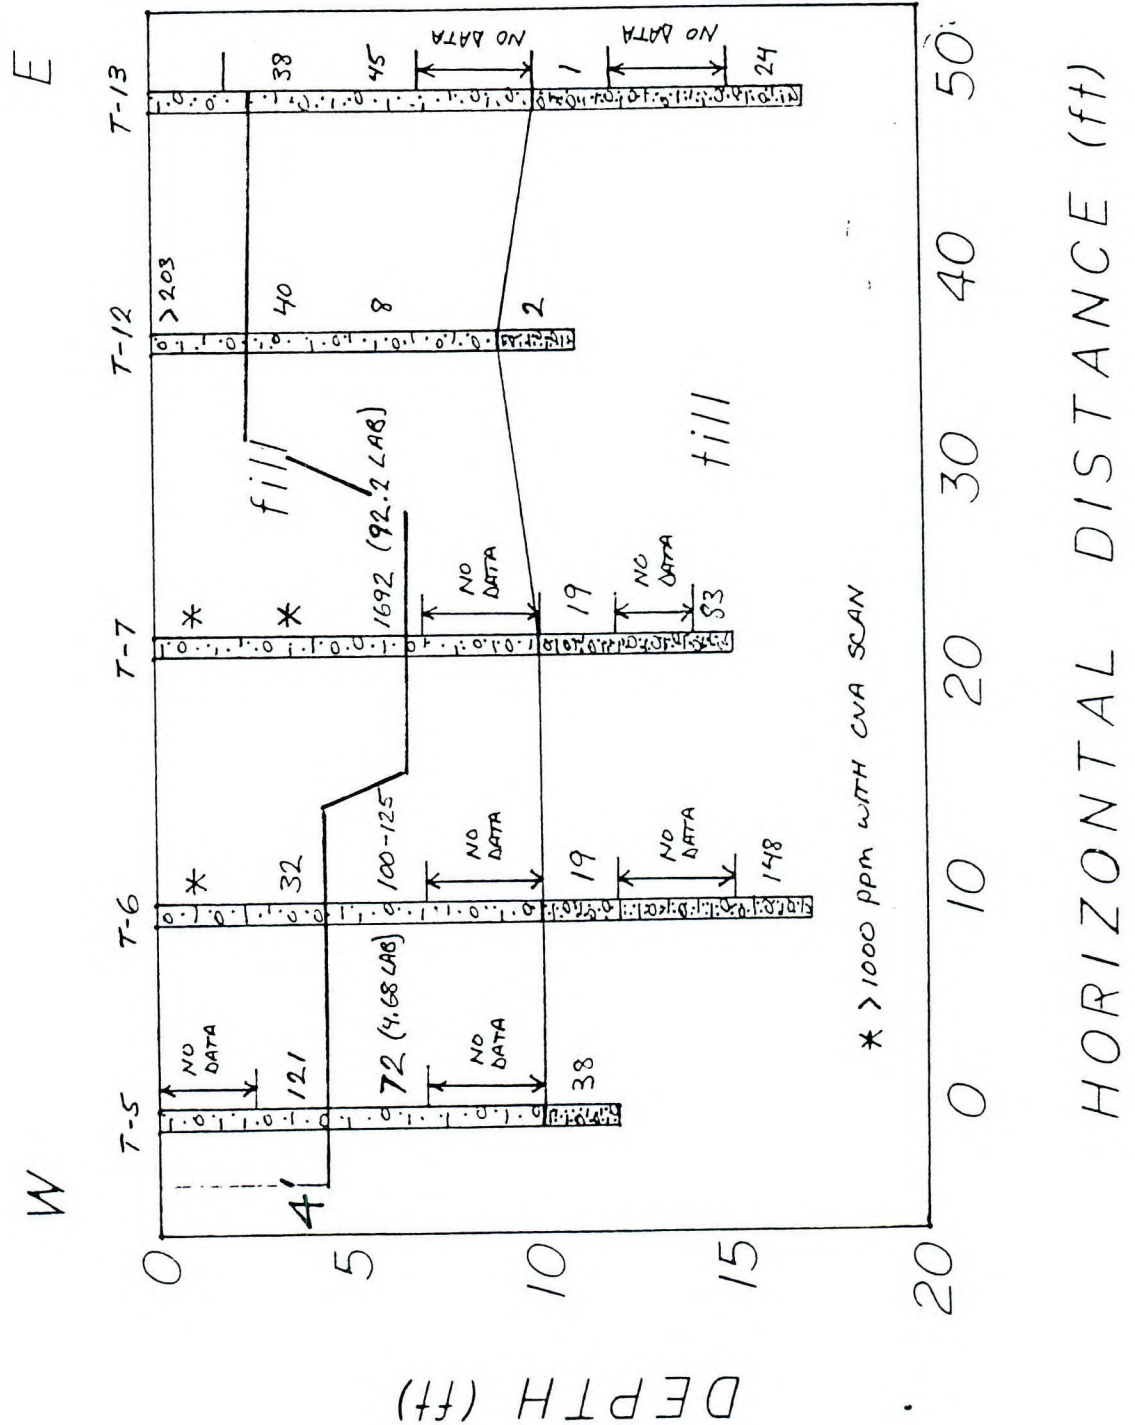 W E
T-5 T-6 T-7 T-12 T-13
0
5
10
15
20
DEPTH (ft)
NO
DATA
121
72 (4.68 LAB)
NO
DATA
38
4'
*
32
100-125
NO
DATA
19
NO
DATA
148
*
*
1692 (92.2 LAB)
NO
DATA
19
NO
DATA
>203
40
8
2
38
45
NO DATA
1
NO DATA
24
fill
till
* >1000 ppm WITH SCAN
0 10 20 30 40 50
HORIZONTAL DISTANCE (ft)